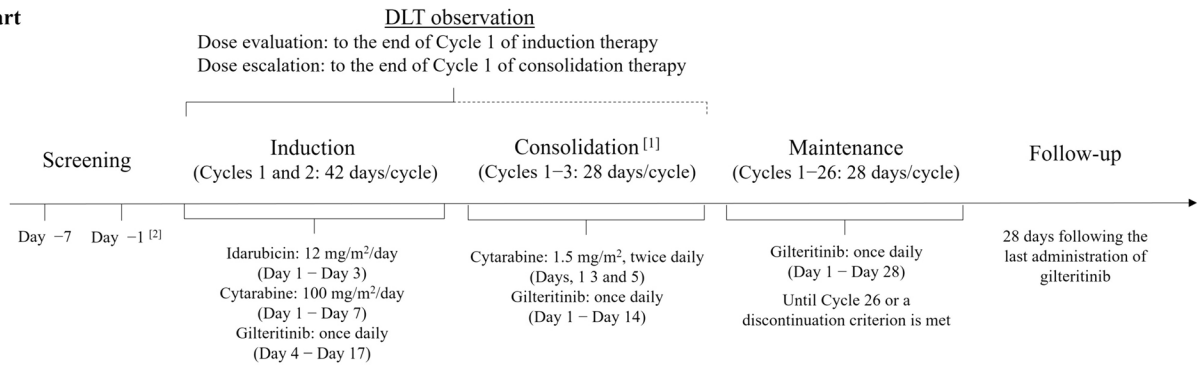 art
DLT observation
Dose evaluation: to the end of Cycle 1 of induction therapy
Dose escalation: to the end of Cycle 1 of consolidation therapy
Screening
Induction
(Cycles 1 and 2: 42 days/cycle)
Consolidation [1]
(Cycles 1−3: 28 days/cycle)
Maintenance
(Cycles 1−26: 28 days/cycle)
Follow-up
Day −7
Day −1 [2]
Idarubicin: 12 mg/m²/day
(Day 1 − Day 3)
Cytarabine: 100 mg/m²/day
(Day 1 − Day 7)
Gilteritinib: once daily
(Day 4 − Day 17)
Cytarabine: 1.5 mg/m², twice daily
(Days, 1 3 and 5)
Gilteritinib: once daily
(Day 1 − Day 14)
Gilteritinib: once daily
(Day 1 − Day 28)
Until Cycle 26 or a
discontinuation criterion is met
28 days following the
last administration of
gilteritinib